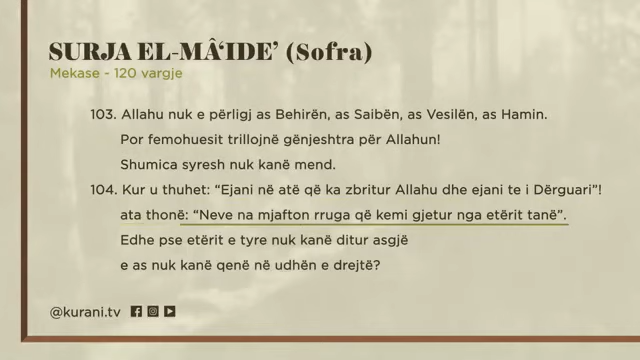 SURJA EL-MÂ‘IDE’ (Sofra)
Mekase - 120 vargje
103. Allahu nuk e përligj as Behirën, as Saibën, as Vesilën, as Hamin.
Por femohuesit trillojnë gënjeshtra për Allahun!
Shumica syresh nuk kanë mend.
104. Kur u thuhet: “Ejani në atë që ka zbritur Allahu dhe ejani te i Dërguari”!
ata thonë: “Neve na mjafton rruga që kemi gjetur nga etërit tanë”.
Edhe pse etërit e tyre nuk kanë ditur asgjë
e as nuk kanë qenë në udhën e drejtë?
@kurani.tv